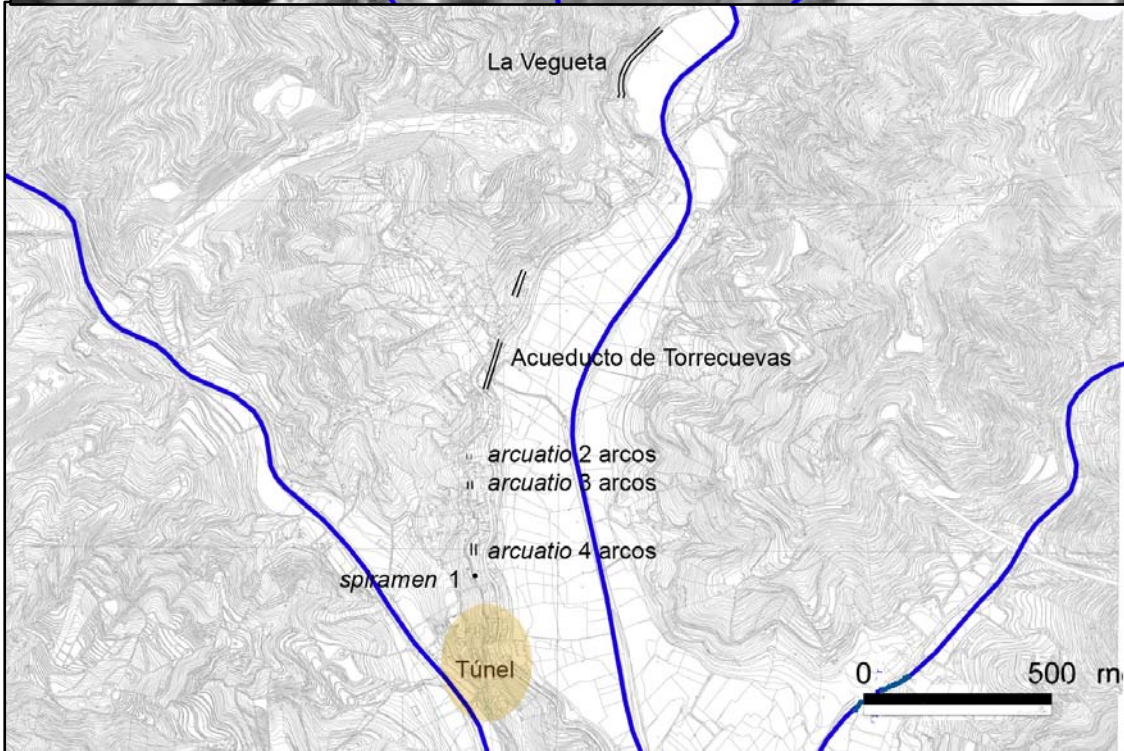 La Vegueta
Acueducto de Torrecuevas
arcuatio 2 arcos
arcuatio 3 arcos
arcuatio 4 arcos
spiramen 1
Túnel
0 500